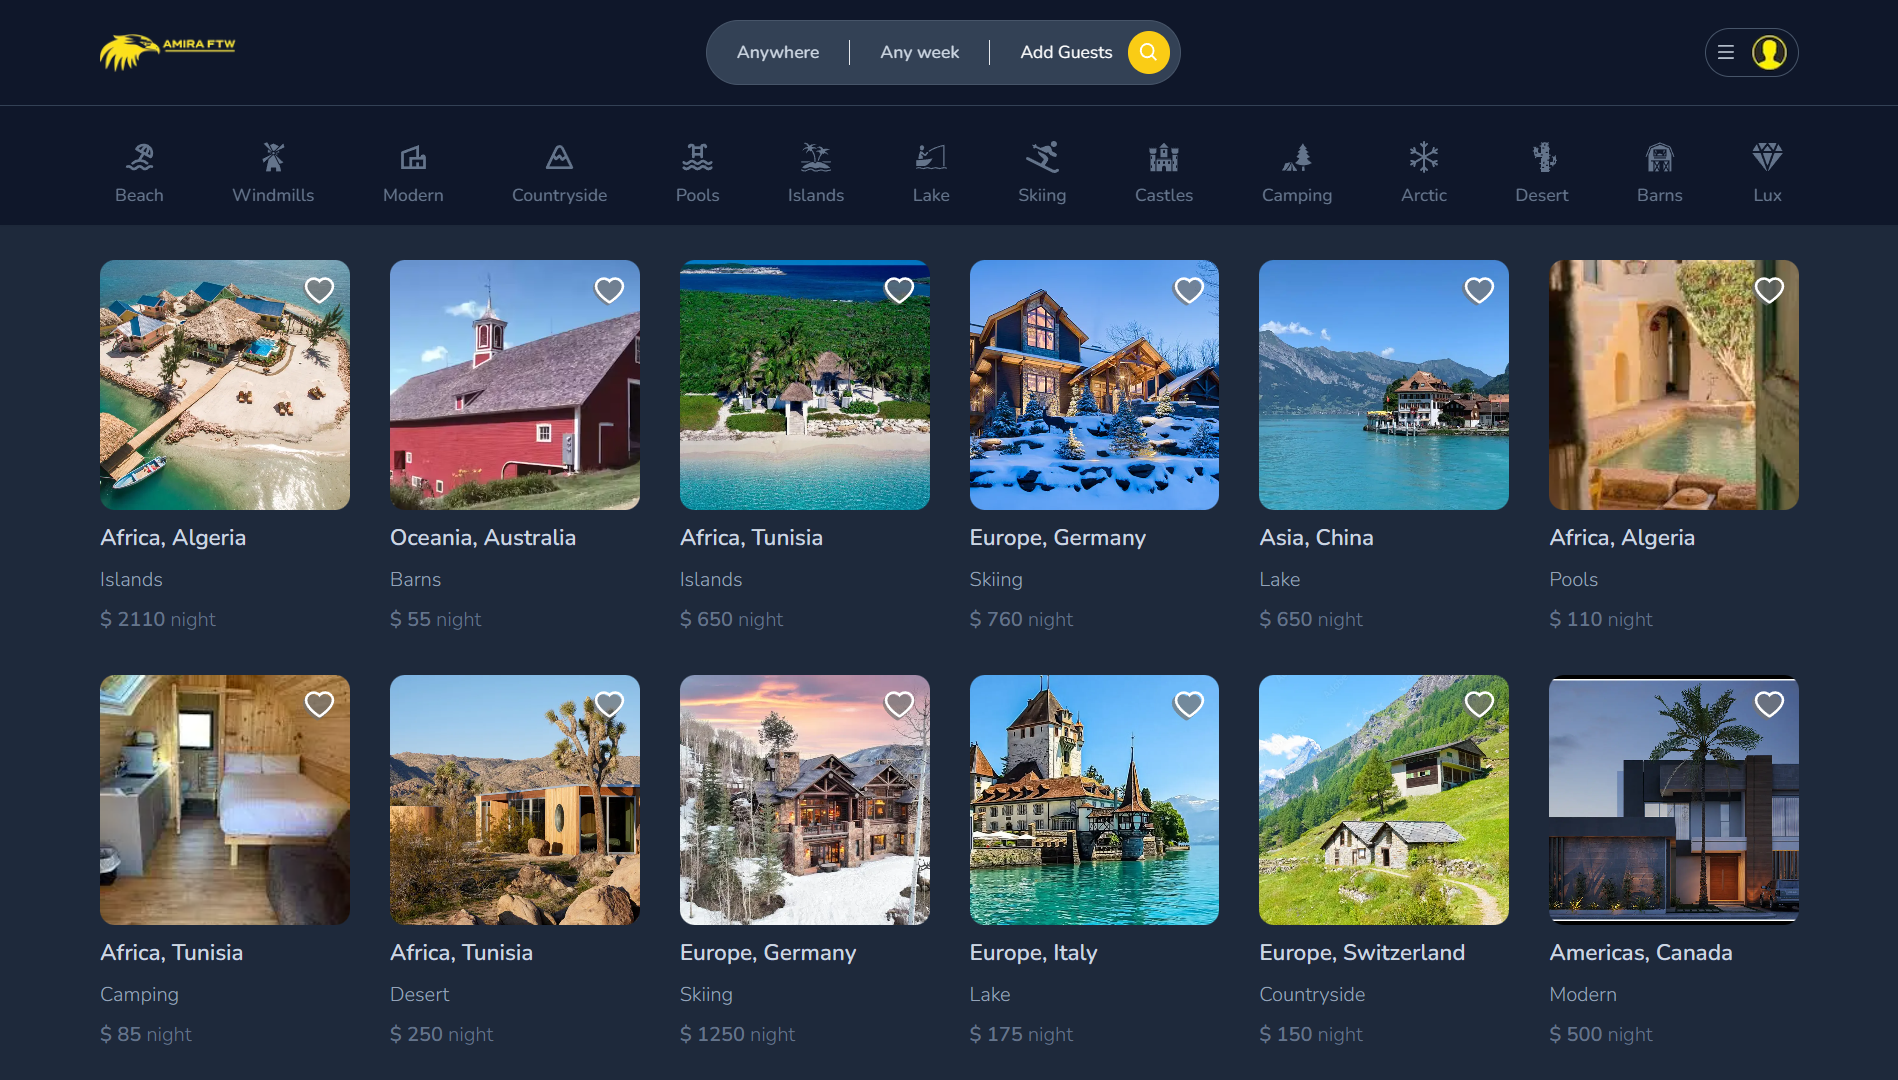 AMIRA FTW
Anywhere
Any week
Add Guests
Beach
Windmills
Modern
Countryside
Pools
Islands
Lake
Skiing
Castles
Camping
Arctic
Desert
Barns
Lux
Africa, Algeria
Islands
$ 2110 night
Oceania, Australia
Barns
$ 55 night
Africa, Tunisia
Islands
$ 650 night
Europe, Germany
Skiing
$ 760 night
Asia, China
Lake
$ 650 night
Africa, Algeria
Pools
$ 110 night
Africa, Tunisia
Camping
$ 85 night
Africa, Tunisia
Desert
$ 250 night
Europe, Germany
Skiing
$ 1250 night
Europe, Italy
Lake
$ 175 night
Europe, Switzerland
Countryside
$ 150 night
Americas, Canada
Modern
$ 500 night